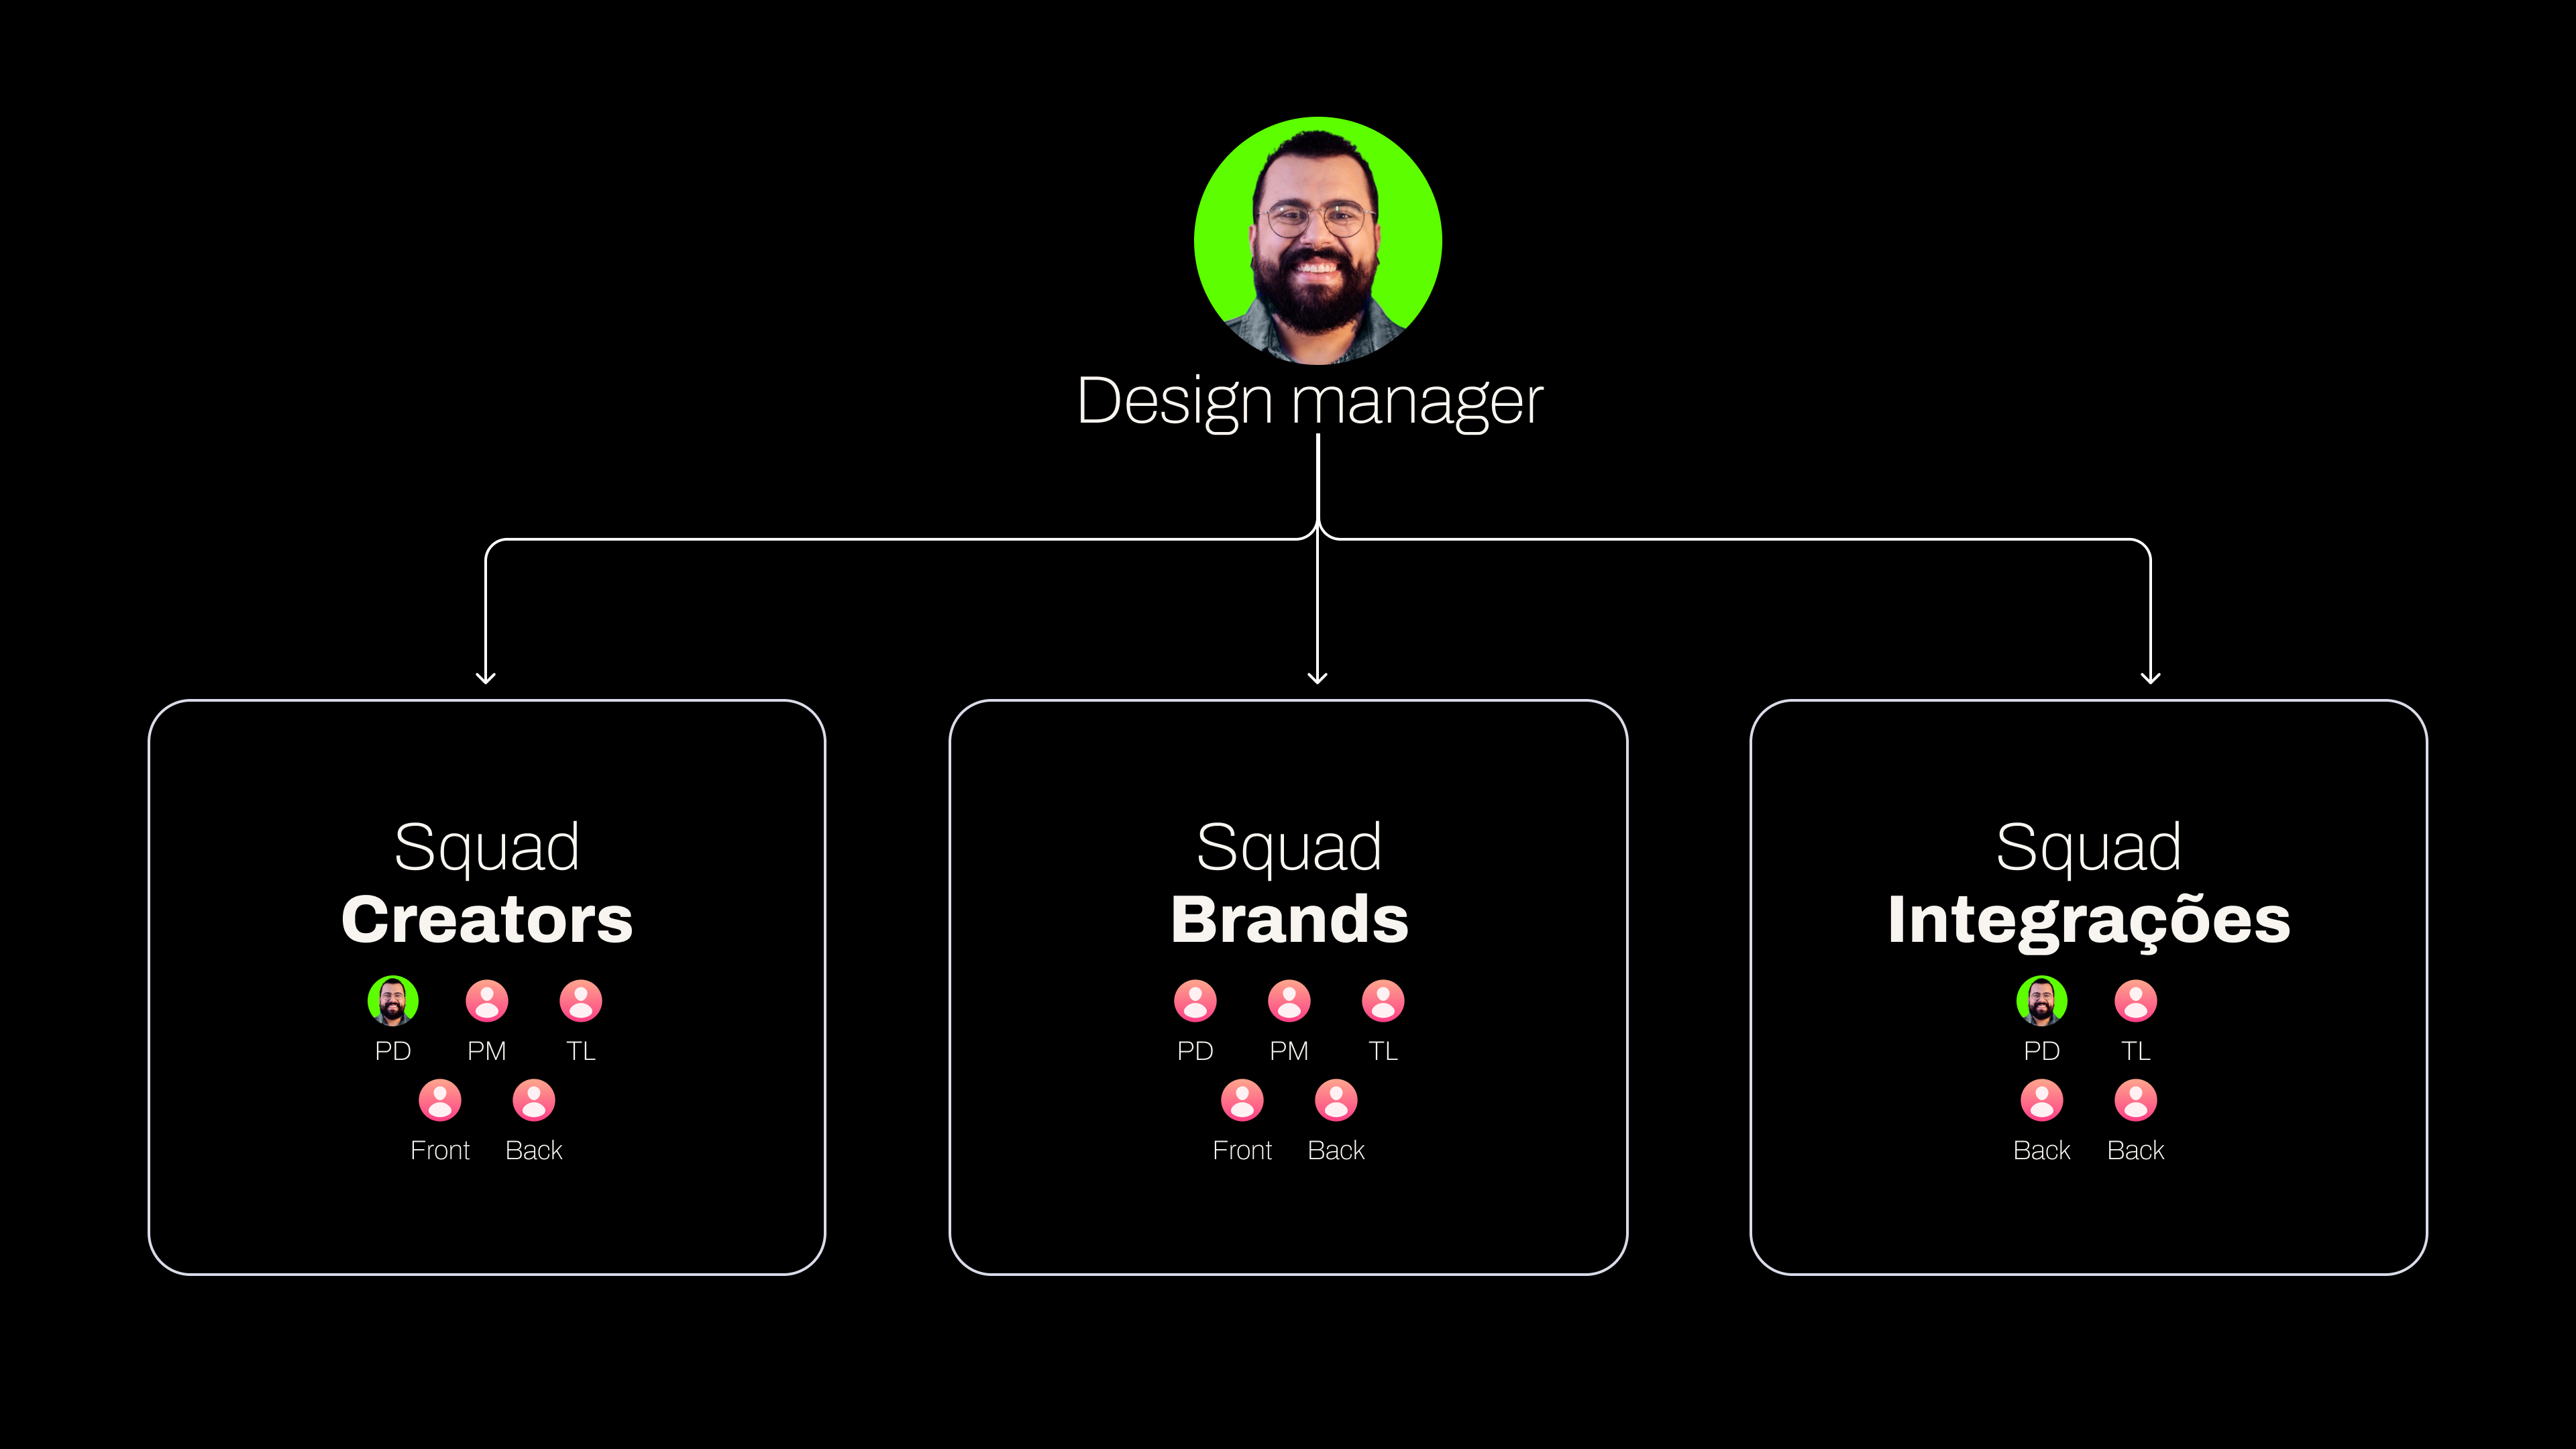 Design manager
Squad
Creators
PD PM TL
Front Back
Squad
Brands
PD PM TL
Front Back
Squad
Integrações
PD TL
Back Back